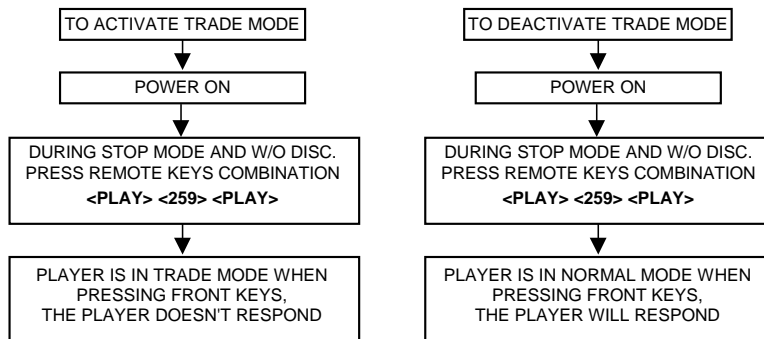 TO ACTIVATE TRADE MODE
POWER ON
DURING STOP MODE AND W/O DISC.
PRESS REMOTE KEYS COMBINATION
<PLAY> <259> <PLAY>
PLAYER IS IN TRADE MODE WHEN
PRESSING FRONT KEYS,
THE PLAYER DOESN'T RESPOND
TO DEACTIVATE TRADE MODE
POWER ON
DURING STOP MODE AND W/O DISC.
PRESS REMOTE KEYS COMBINATION
<PLAY> <259> <PLAY>
PLAYER IS IN NORMAL MODE WHEN
PRESSING FRONT KEYS,
THE PLAYER WILL RESPOND